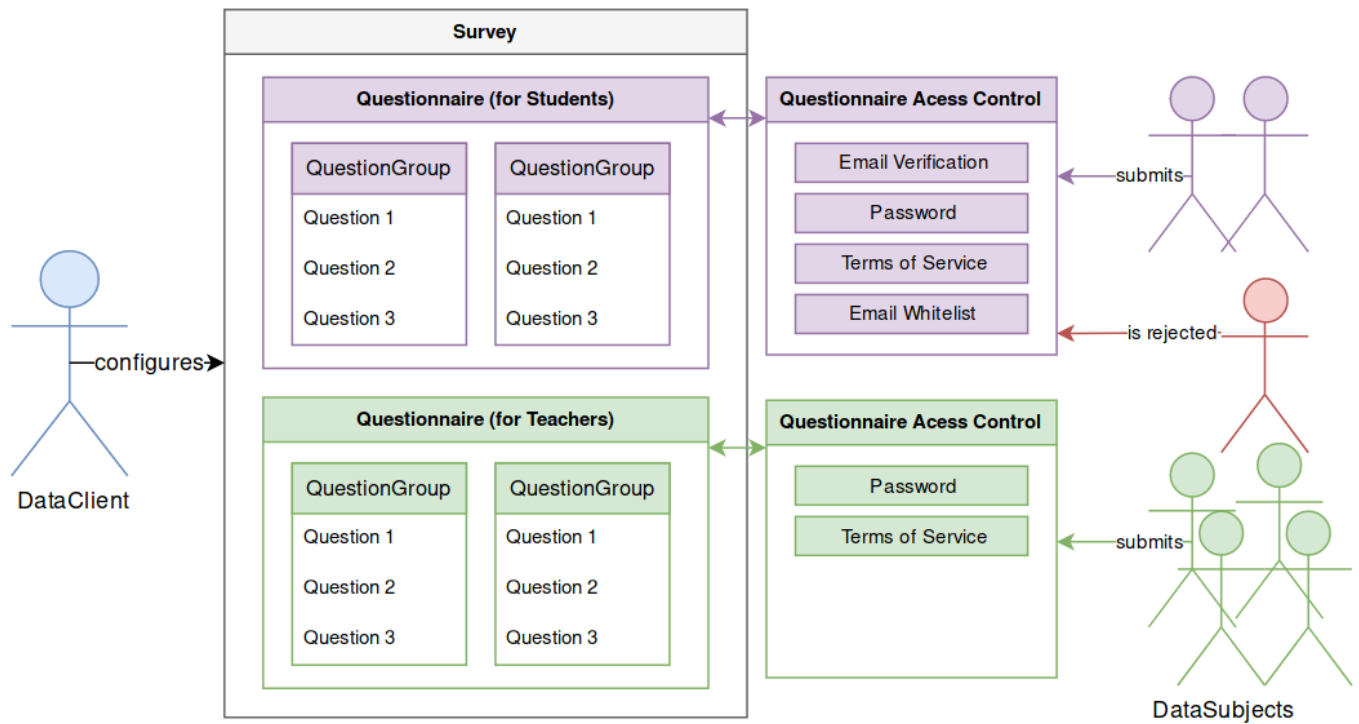 Survey
Questionnaire (for Students)
QuestionGroup
Question 1
Question 2
Question 3
QuestionGroup
Question 1
Question 2
Question 3
Questionnaire Acess Control
Email Verification
Password
Terms of Service
Email Whitelist
submits
is rejected
configures
DataClient
Questionnaire (for Teachers)
QuestionGroup
Question 1
Question 2
Question 3
QuestionGroup
Question 1
Question 2
Question 3
Questionnaire Acess Control
Password
Terms of Service
submits
DataSubjects